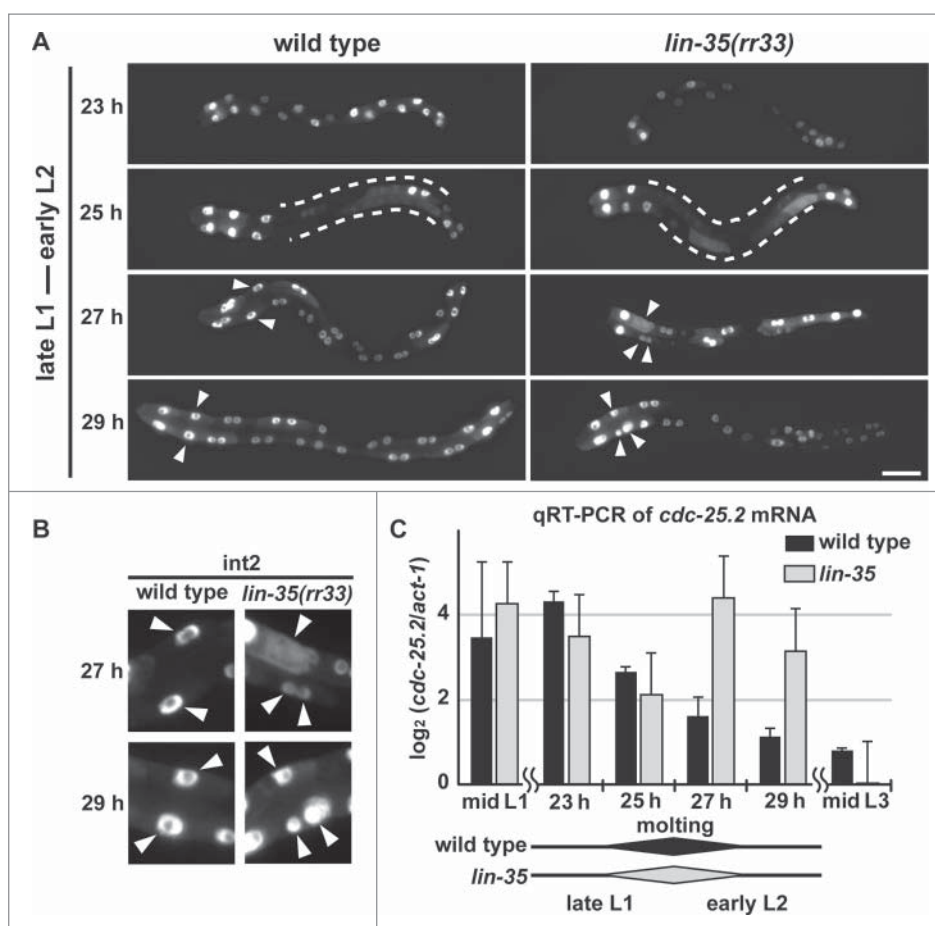 A
wild type
lin-35(rr33)
late L1 — early L2
23 h
25 h
27 h
29 h
B
int2
wild type
lin-35(rr33)
27 h
29 h
C
qRT-PCR of cdc-25.2 mRNA
wild type
lin-35
log2 (cdc-25.2/act-1)
4
2
0
mid L1
23 h
25 h
27 h
29 h
mid L3
molting
wild type
lin-35
late L1
early L2